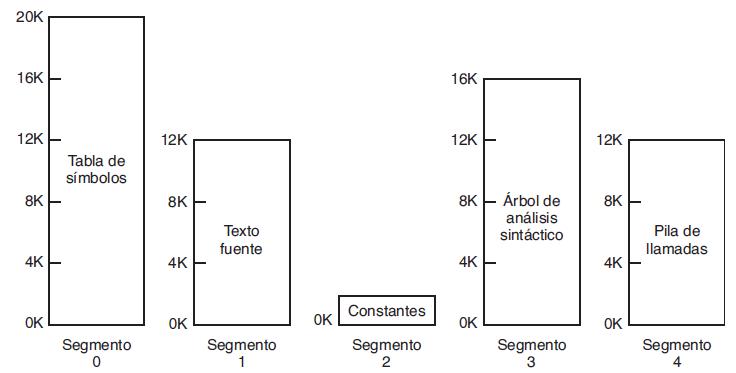 20K
16K
12K
8K
4K
0K
Tabla de
símbolos
Segmento
0
12K
8K
4K
0K
Texto
fuente
Segmento
1
0K
Constantes
Segmento
2
16K
12K
8K
4K
0K
Árbol de
análisis
sintáctico
Segmento
3
12K
8K
4K
0K
Pila de
llamadas
Segmento
4